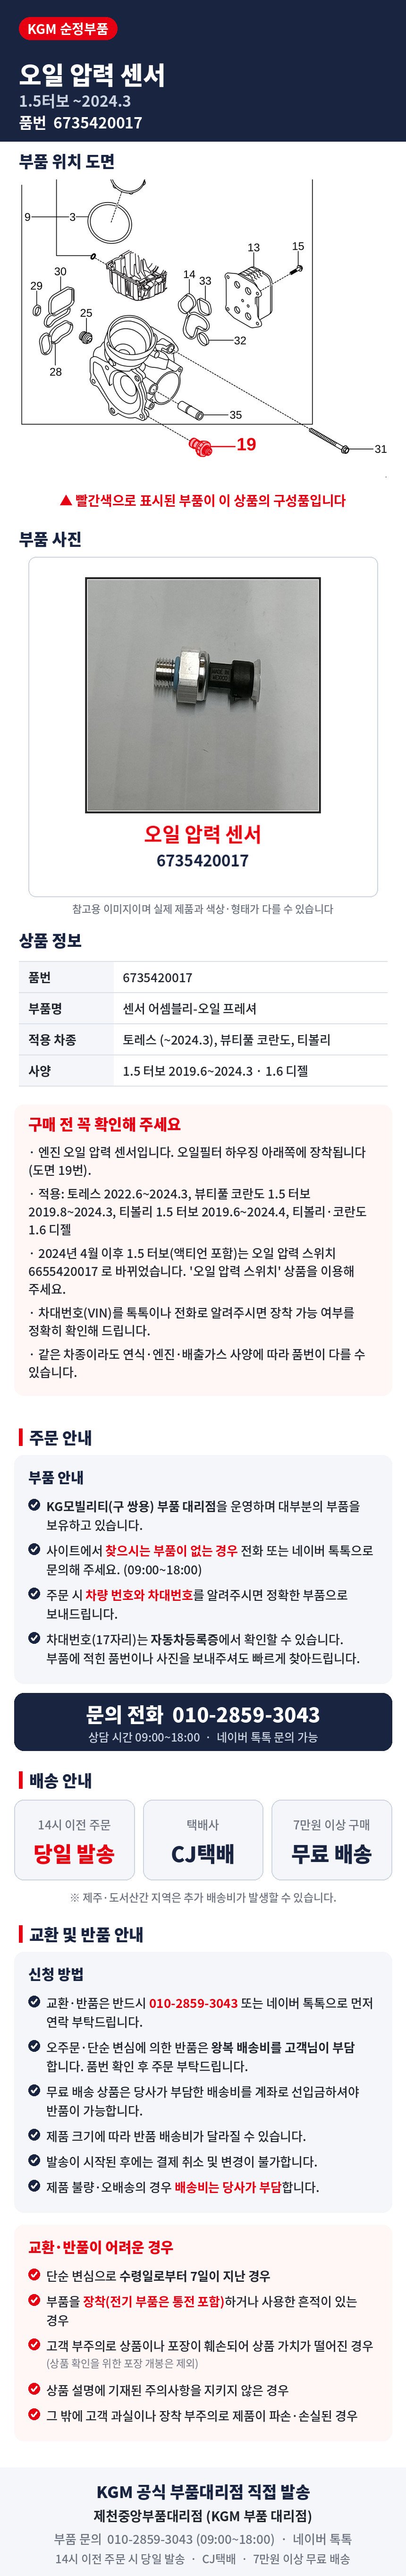 KGM 순정부품
오일 압력 센서
1.5터보 ~2024.3
품번 6735420017
부품 위치 도면
9
3
13
15
30
29
14
33
25
32
28
35
19
31
▲ 빨간색으로 표시된 부품이 이 상품의 구성품입니다
부품 사진
오일 압력 센서
6735420017
참고용 이미지이며 실제 제품과 색상·형태가 다를 수 있습니다
상품 정보
품번 6735420017
부품명 센서 어셈블리-오일 프레셔
적용 차종 토레스 (~2024.3), 뷰티풀 코란도, 티볼리
사양 1.5 터보 2019.6~2024.3 · 1.6 디젤
구매 전 꼭 확인해 주세요
· 엔진 오일 압력 센서입니다. 오일필터 하우징 아래쪽에 장착됩니다
(도면 19번).
· 적용: 토레스 2022.6~2024.3, 뷰티풀 코란도 1.5 터보
2019.8~2024.3, 티볼리 1.5 터보 2019.6~2024.4, 티볼리·코란도
1.6 디젤
· 2024년 4월 이후 1.5 터보(액티언 포함)는 오일 압력 스위치
6655420017 로 바뀌었습니다. '오일 압력 스위치' 상품을 이용해
주세요.
· 차대번호(VIN)를 톡톡이나 전화로 알려주시면 장착 가능 여부를
정확히 확인해 드립니다.
· 같은 차종이라도 연식·엔진·배출가스 사양에 따라 품번이 다를 수
있습니다.
주문 안내
부품 안내
KG모빌리티(구 쌍용) 부품 대리점을 운영하며 대부분의 부품을
보유하고 있습니다.
사이트에서 찾으시는 부품이 없는 경우 전화 또는 네이버 톡톡으로
문의해 주세요. (09:00~18:00)
주문 시 차량 번호와 차대번호를 알려주시면 정확한 부품으로
보내드립니다.
차대번호(17자리)는 자동차등록증에서 확인할 수 있습니다.
부품에 적힌 품번이나 사진을 보내주셔도 빠르게 찾아드립니다.
문의 전화 010-2859-3043
상담 시간 09:00~18:00 · 네이버 톡톡 문의 가능
배송 안내
14시 이전 주문
당일 발송
택배사
CJ택배
7만원 이상 구매
무료 배송
※ 제주·도서산간 지역은 추가 배송비가 발생할 수 있습니다.
교환 및 반품 안내
신청 방법
교환·반품은 반드시 010-2859-3043 또는 네이버 톡톡으로 먼저
연락 부탁드립니다.
오주문·단순 변심에 의한 반품은 왕복 배송비를 고객님이 부담
합니다. 품번 확인 후 주문 부탁드립니다.
무료 배송 상품은 당사가 부담한 배송비를 계좌로 선입금하셔야
반품이 가능합니다.
제품 크기에 따라 반품 배송비가 달라질 수 있습니다.
발송이 시작된 후에는 결제 취소 및 변경이 불가합니다.
제품 불량·오배송의 경우 배송비는 당사가 부담합니다.
교환·반품이 어려운 경우
단순 변심으로 수령일로부터 7일이 지난 경우
부품을 장착(전기 부품은 통전 포함)하거나 사용한 흔적이 있는
경우
고객 부주의로 상품이나 포장이 훼손되어 상품 가치가 떨어진 경우
(상품 확인을 위한 포장 개봉은 제외)
상품 설명에 기재된 주의사항을 지키지 않은 경우
그 밖에 고객 과실이나 장착 부주의로 제품이 파손·손실된 경우
KGM 공식 부품대리점 직접 발송
제천중앙부품대리점 (KGM 부품 대리점)
부품 문의 010-2859-3043 (09:00~18:00) · 네이버 톡톡
14시 이전 주문 시 당일 발송 · CJ택배 · 7만원 이상 무료 배송